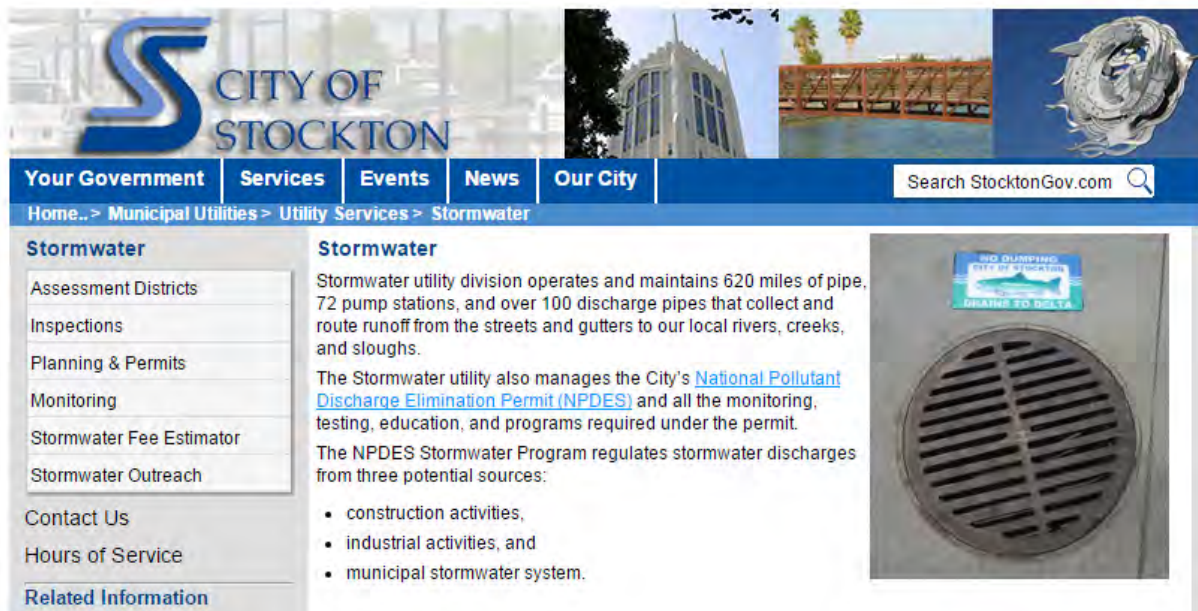 CITY OF
STOCKTON
Your Government
Services
Events
News
Our City
Search StocktonGov.com
Home..> Municipal Utilities > Utility Services > Stormwater
Stormwater
Assessment Districts
Inspections
Planning & Permits
Monitoring
Stormwater Fee Estimator
Stormwater Outreach
Contact Us
Hours of Service
Related Information
Stormwater
Stormwater utility division operates and maintains 620 miles of pipe,
72 pump stations, and over 100 discharge pipes that collect and
route runoff from the streets and gutters to our local rivers, creeks,
and sloughs.
The Stormwater utility also manages the City's National Pollutant
Discharge Elimination Permit (NPDES) and all the monitoring,
testing, education, and programs required under the permit.
The NPDES Stormwater Program regulates stormwater discharges
from three potential sources:
• construction activities,
• industrial activities, and
• municipal stormwater system.
NO DUMPING
CITY OF STOCKTON
DRAINS TO DELTA